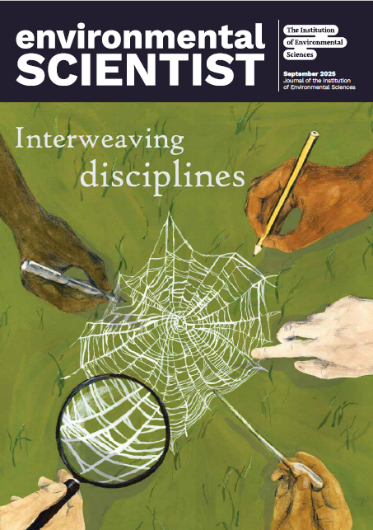 environmental
SCIENTIST
The Institution
of Environmental
Sciences
September 2025
Journal of the Institution
of Environmental Sciences
Interweaving
disciplines